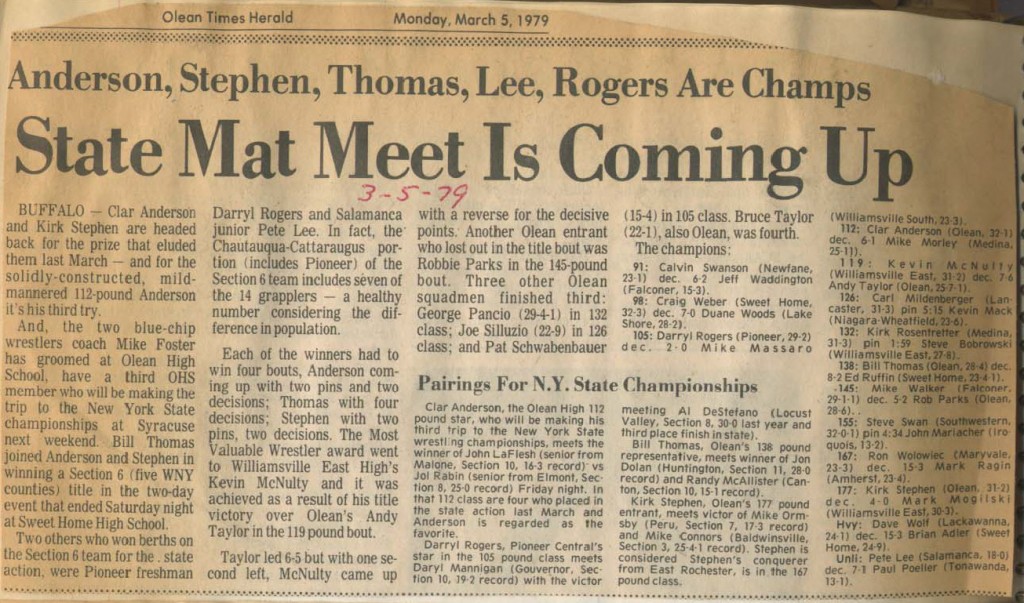 Olean Times Herald Monday, March 5, 1979
Anderson, Stephen, Thomas, Lee, Rogers Are Champs
State Mat Meet Is Coming Up
3-5-79
BUFFALO — Clar Anderson
and Kirk Stephen are headed
back for the prize that eluded
them last March — and for the
solidly-constructed, mild-
mannered 112-pound Anderson
it's his third try.
And, the two blue-chip
wrestlers coach Mike Foster
has groomed at Olean High
School, have a third OHS
member who will be making the
trip to the New York State
championships at Syracuse
next weekend. Bill Thomas
joined Anderson and Stephen in
winning a Section 6 (five WNY
counties) title in the two-day
event that ended Saturday night
at Sweet Home High School.
Two others who won berths on
the Section 6 team for the state
action, were Pioneer freshman
Darryl Rogers and Salamanca
junior Pete Lee. In fact, the
Chautauqua-Cattaraugus por-
tion (includes Pioneer) of the
Section 6 team includes seven of
the 14 grapplers — a healthy
number considering the dif-
ference in population.
Each of the winners had to
win four bouts, Anderson com-
ing up with two pins and two
decisions; Thomas with four
decisions; Stephen with two
pins, two decisions. The Most
Valuable Wrestler award went
to Williamsville East High's
Kevin McNulty and it was
achieved as a result of his title
victory over Olean's Andy
Taylor in the 119 pound bout.
Taylor led 6-5 but with one se-
cond left, McNulty came up
with a reverse for the decisive
points. Another Olean entrant
who lost out in the title bout was
Robbie Parks in the 145-pound
bout. Three other Olean
squadmen finished third:
George Pancio (29-4-1) in 132
class; Joe Silluzio (22-9) in 126
class; and Pat Schwabenbauer
(15-4) in 105 class. Bruce Taylor
(22-1), also Olean, was fourth.
The champions:
91: Calvin Swanson (Newfane,
23-1) dec. 6-2 Jeff Waddington
(Falconer, 15-3).
98: Craig Weber (Sweet Home,
32-3) dec. 7-0 Duane Woods (Lake
Shore, 28-2).
105: Darryl Rogers (Pioneer, 29-2)
dec. 2-0 Mike Massaro
(Williamsville South, 23-3).
112: Clar Anderson (Olean, 32-1)
dec. 6-1 Mike Morley (Medina,
25-11).
119: Kevin McNulty
(Williamsville East, 31-2) dec. 7-6
Andy Taylor (Olean, 25-7-1).
126: Carl Mildenberger (Lan-
caster, 31-3) pin 5:15 Kevin Mack
(Niagara-Wheatfield, 23-6).
132: Kirk Rosentretter (Medina,
31-3) pin 1:59 Steve Bobrowski
(Williamsville East, 27-8).
138: Bill Thomas (Olean, 28-4) dec.
8-2 Ed Ruffin (Sweet Home, 23-4-1).
145: Mike Walker (Falconer,
29-1-1) dec. 5-2 Rob Parks (Olean,
28-6).
155: Steve Swan (Southwestern,
32-0-1) pin 4:34 John Mariacher (Iro
quois, 13-2).
167: Ron Wolowiec (Maryvale,
23-3) dec. 15-3 Mark Ragin
(Amherst, 23-4).
177: Kirk Stephen (Olean, 31-2)
dec. 4-0 Mark Mogilski
(Williamsville East, 30-3).
Hvy: Dave Wolf (Lackawanna,
24-1) dec. 15-3 Brian Adler (Sweet
Home, 24-9).
Unli: Pete Lee (Salamanca, 18-0)
dec. 7-1 Paul Poeller (Tonawanda,
13-1).
Pairings For N.Y. State Championships
Clar Anderson, the Olean High 112
pound star, who will be making his
third trip to the New York State
wrestling championships, meets the
winner of John LaFlesh (senior from
Malone, Section 10, 16-3 record) vs
Jol Rabin (senior from Elmont, Sec-
tion 8, 25-0 record) Friday night. In
that 112 class are four who placed in
the state action last March and
Anderson is regarded as the
favorite.
Darryl Rogers, Pioneer Central's
star in the 105 pound class meets
Daryl Mannigan (Gouvernor, Sec-
tion 10, 19-2 record) with the victor
meeting Al DeStefano (Locust
Valley, Section 8, 30-0 last year and
third place finish in state).
Bill Thomas, Olean's 138 pound
representative, meets winner of Jon
Dolan (Huntington, Section 11, 28-0
record) and Randy McAllister (Can-
ton, Section 10, 15-1 record).
Kirk Stephen, Olean's 177 pound
entrant, meets victor of Mike Orm-
sby (Peru, Section 7, 17-3 record)
and Mike Connors (Baldwinsville,
Section 3, 25-4-1 record). Stephen is
considered Stephen's conquerer
from East Rochester, is in the 167
pound class.